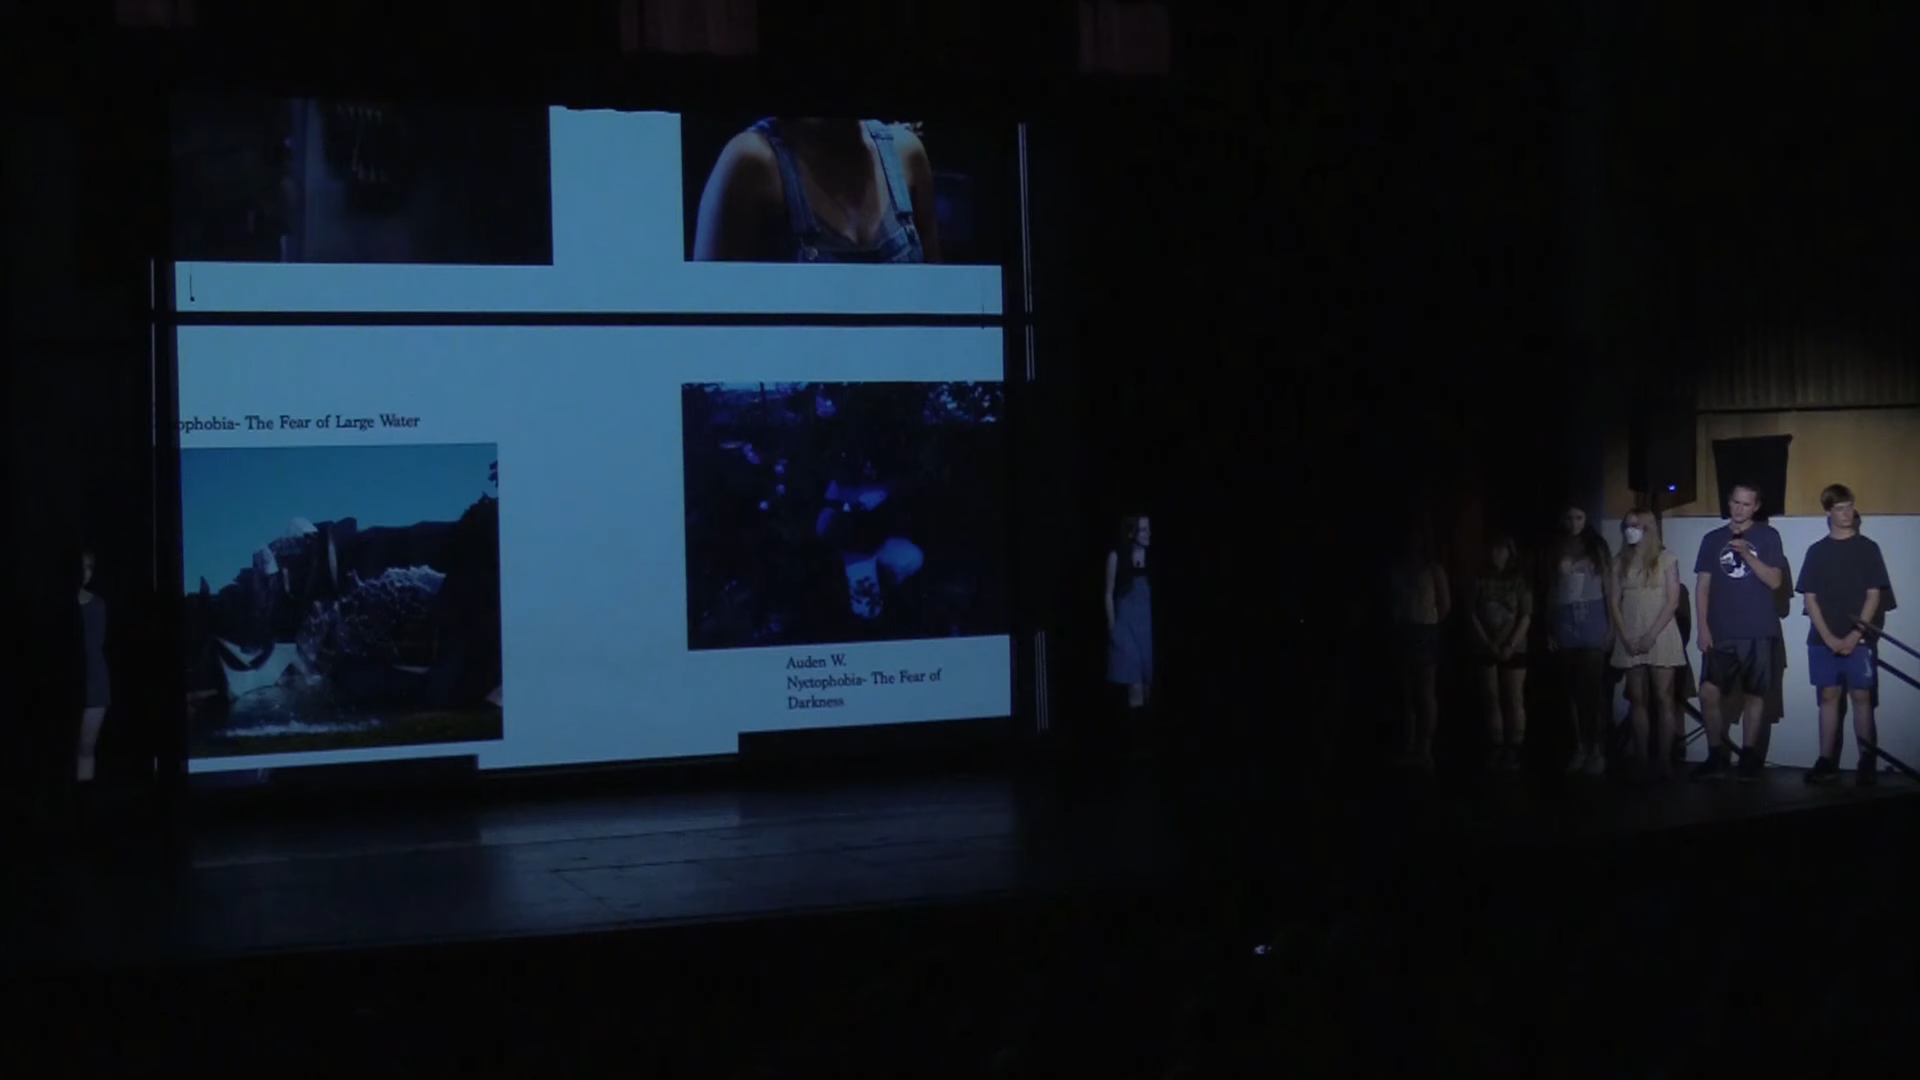 ophobia- The Fear of Large Water
Auden W.
Nyctophobia- The Fear of
Darkness